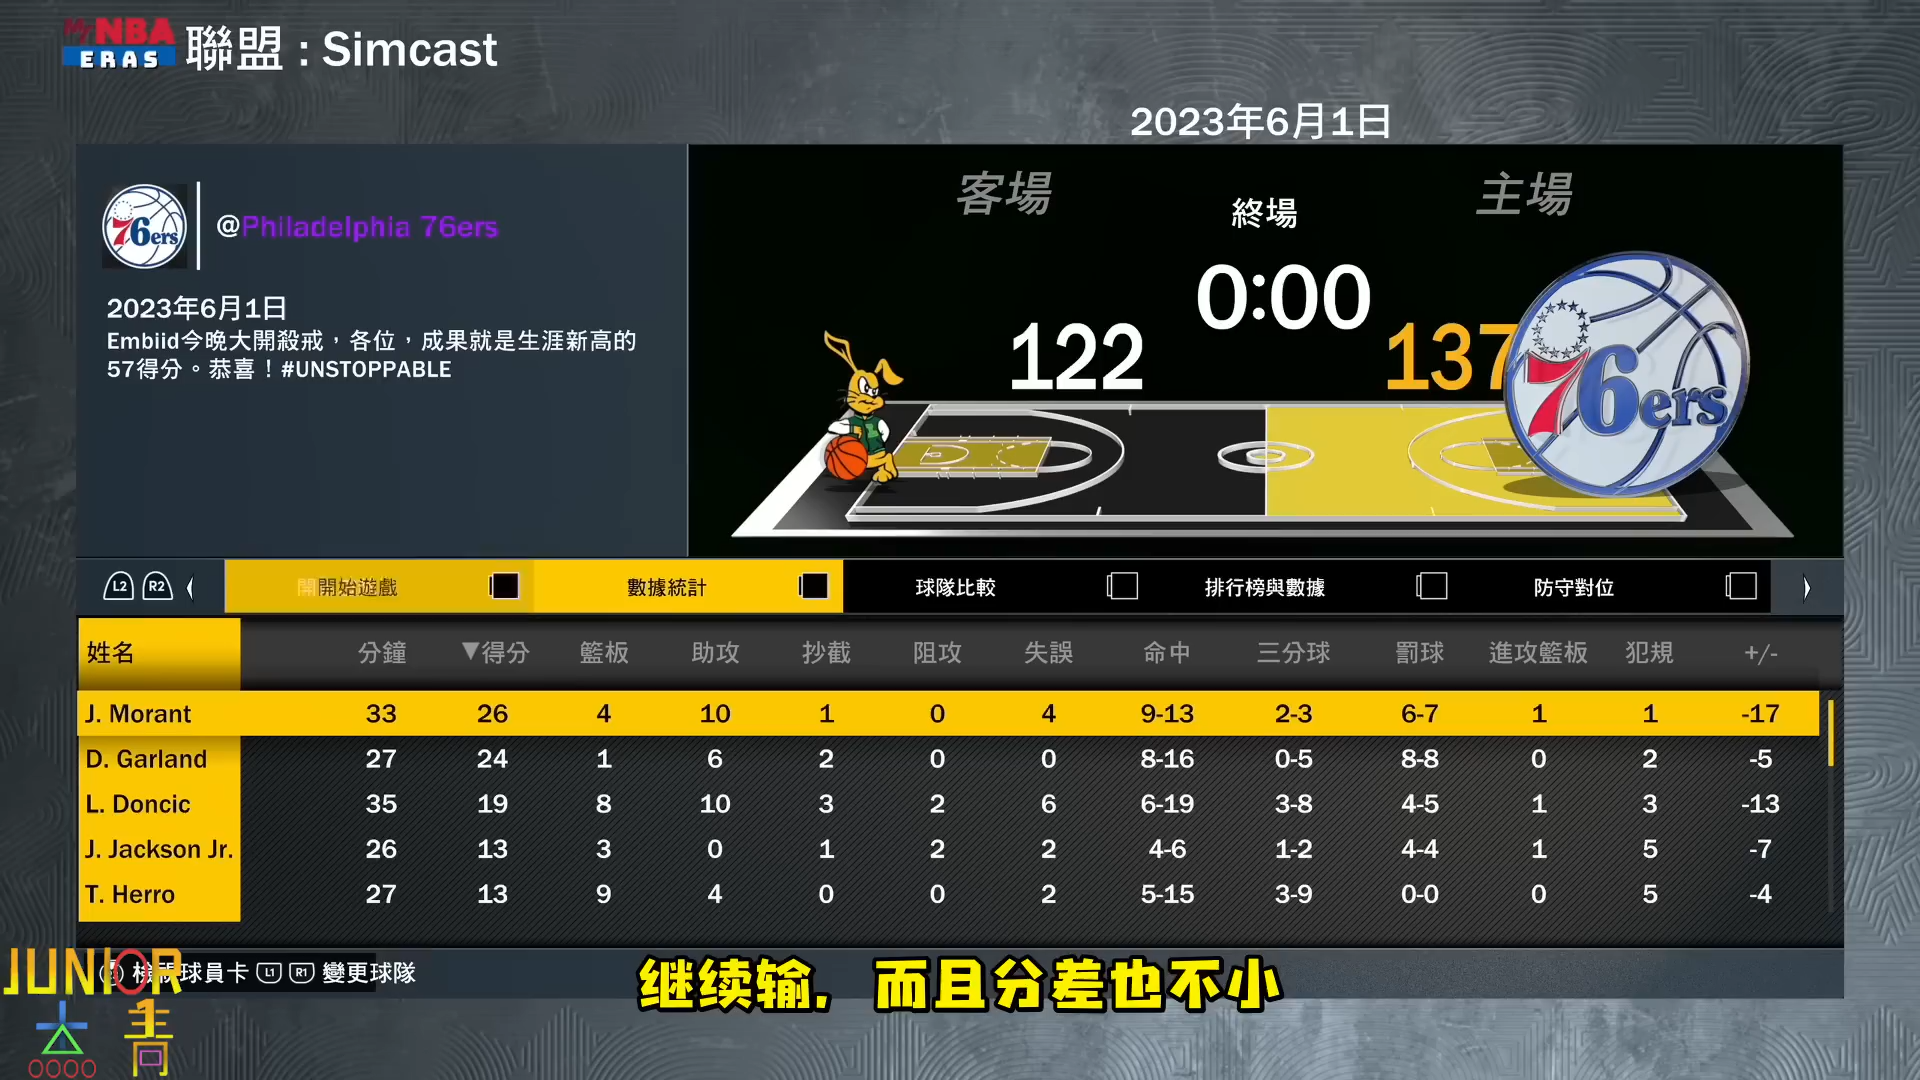 MyNBA ERAS 聯盟 : Simcast
2023年6月1日
76ers
@Philadelphia 76ers
2023年6月1日
Embiid今晚大開殺戒，各位，成果就是生涯新高的
57得分。恭喜！#UNSTOPPABLE
客場 終場 主場
0:00
122 137
76ers
L2 R2 開始遊戲 數據統計 球隊比較 排行榜與數據 防守對位
姓名 分鐘 ▼得分 籃板 助攻 抄截 阻攻 失誤 命中 三分球 罰球 進攻籃板 犯規 +/-
J. Morant 33 26 4 10 1 0 4 9-13 2-3 6-7 1 1 -17
D. Garland 27 24 1 6 2 0 0 8-16 0-5 8-8 0 2 -5
L. Doncic 35 19 8 10 3 2 6 6-19 3-8 4-5 1 3 -13
J. Jackson Jr. 26 13 3 0 1 2 2 4-6 1-2 4-4 1 5 -7
T. Herro 27 13 9 4 0 0 2 5-15 3-9 0-0 0 5 -4
JUNIOR
球員卡 L1 R1 變更球隊
继续输，而且分差也不小